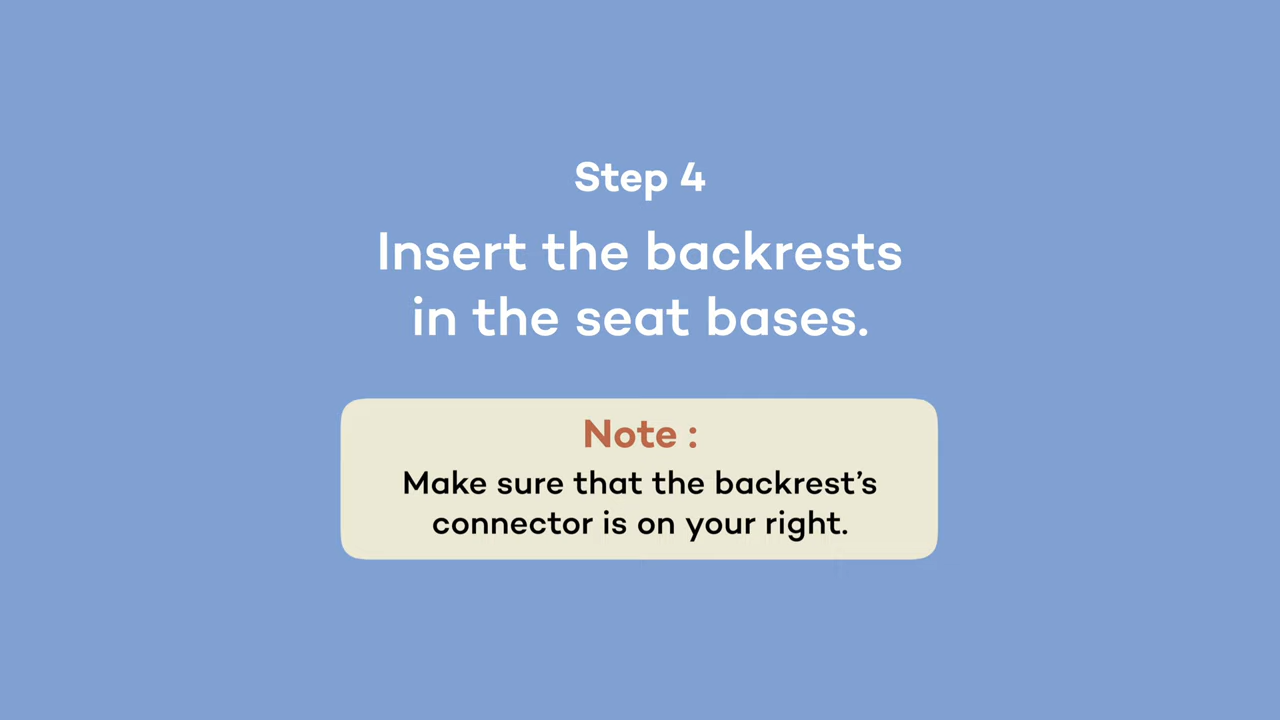 Step 4
Insert the backrests
in the seat bases.
Note :
Make sure that the backrest’s
connector is on your right.